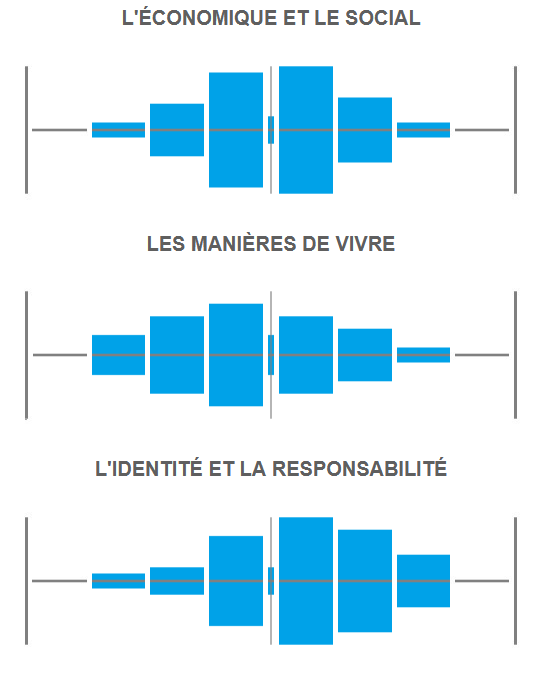 L'ÉCONOMIQUE ET LE SOCIAL
LES MANIÈRES DE VIVRE
L'IDENTITÉ ET LA RESPONSABILITÉ